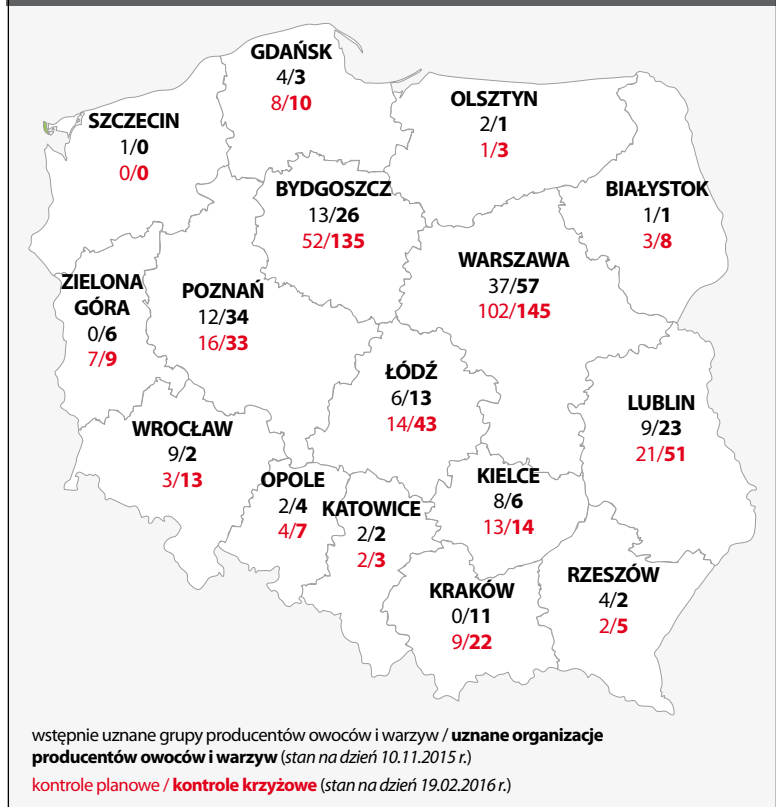 GDAŃSK
4/3
8/10
OLSZTYN
2/1
1/3
SZCZECIN
1/0
0/0
BYDGOSZCZ
13/26
52/135
BIAŁYSTOK
1/1
3/8
WARSZAWA
37/57
102/145
ZIELONA
GÓRA
0/6
7/9
POZNAŃ
12/34
16/33
ŁÓDŹ
6/13
14/43
LUBLIN
9/23
21/51
WROCŁAW
9/2
3/13
OPOLE
2/4
4/7
KATOWICE
2/2
2/3
KIELCE
8/6
13/14
KRAKÓW
0/11
9/22
RZESZÓW
4/2
2/5
wstępnie uznane grupy producentów owoców i warzyw / uznane organizacje
producentów owoców i warzyw (stan na dzień 10.11.2015 r.)
kontrole planowe / kontrole krzyżowe (stan na dzień 19.02.2016 r.)